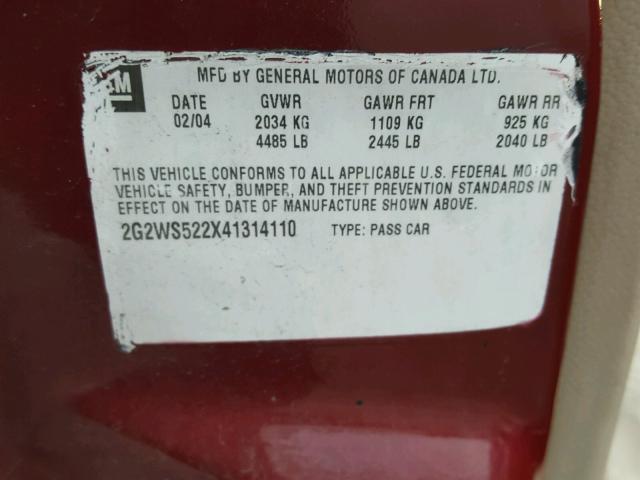 GM MFD BY GENERAL MOTORS OF CANADA LTD.
DATE GVWR GAWR FRT GAWR RR
02/04 2034 KG 1109 KG 925 KG
4485 LB 2445 LB 2040 LB
THIS VEHICLE CONFORMS TO ALL APPLICABLE U.S. FEDERAL MOTOR
VEHICLE SAFETY, BUMPER, AND THEFT PREVENTION STANDARDS IN
EFFECT ON THE DATE OF MANUFACTURE SHOWN ABOVE.
2G2WS522X41314110 TYPE: PASS CAR